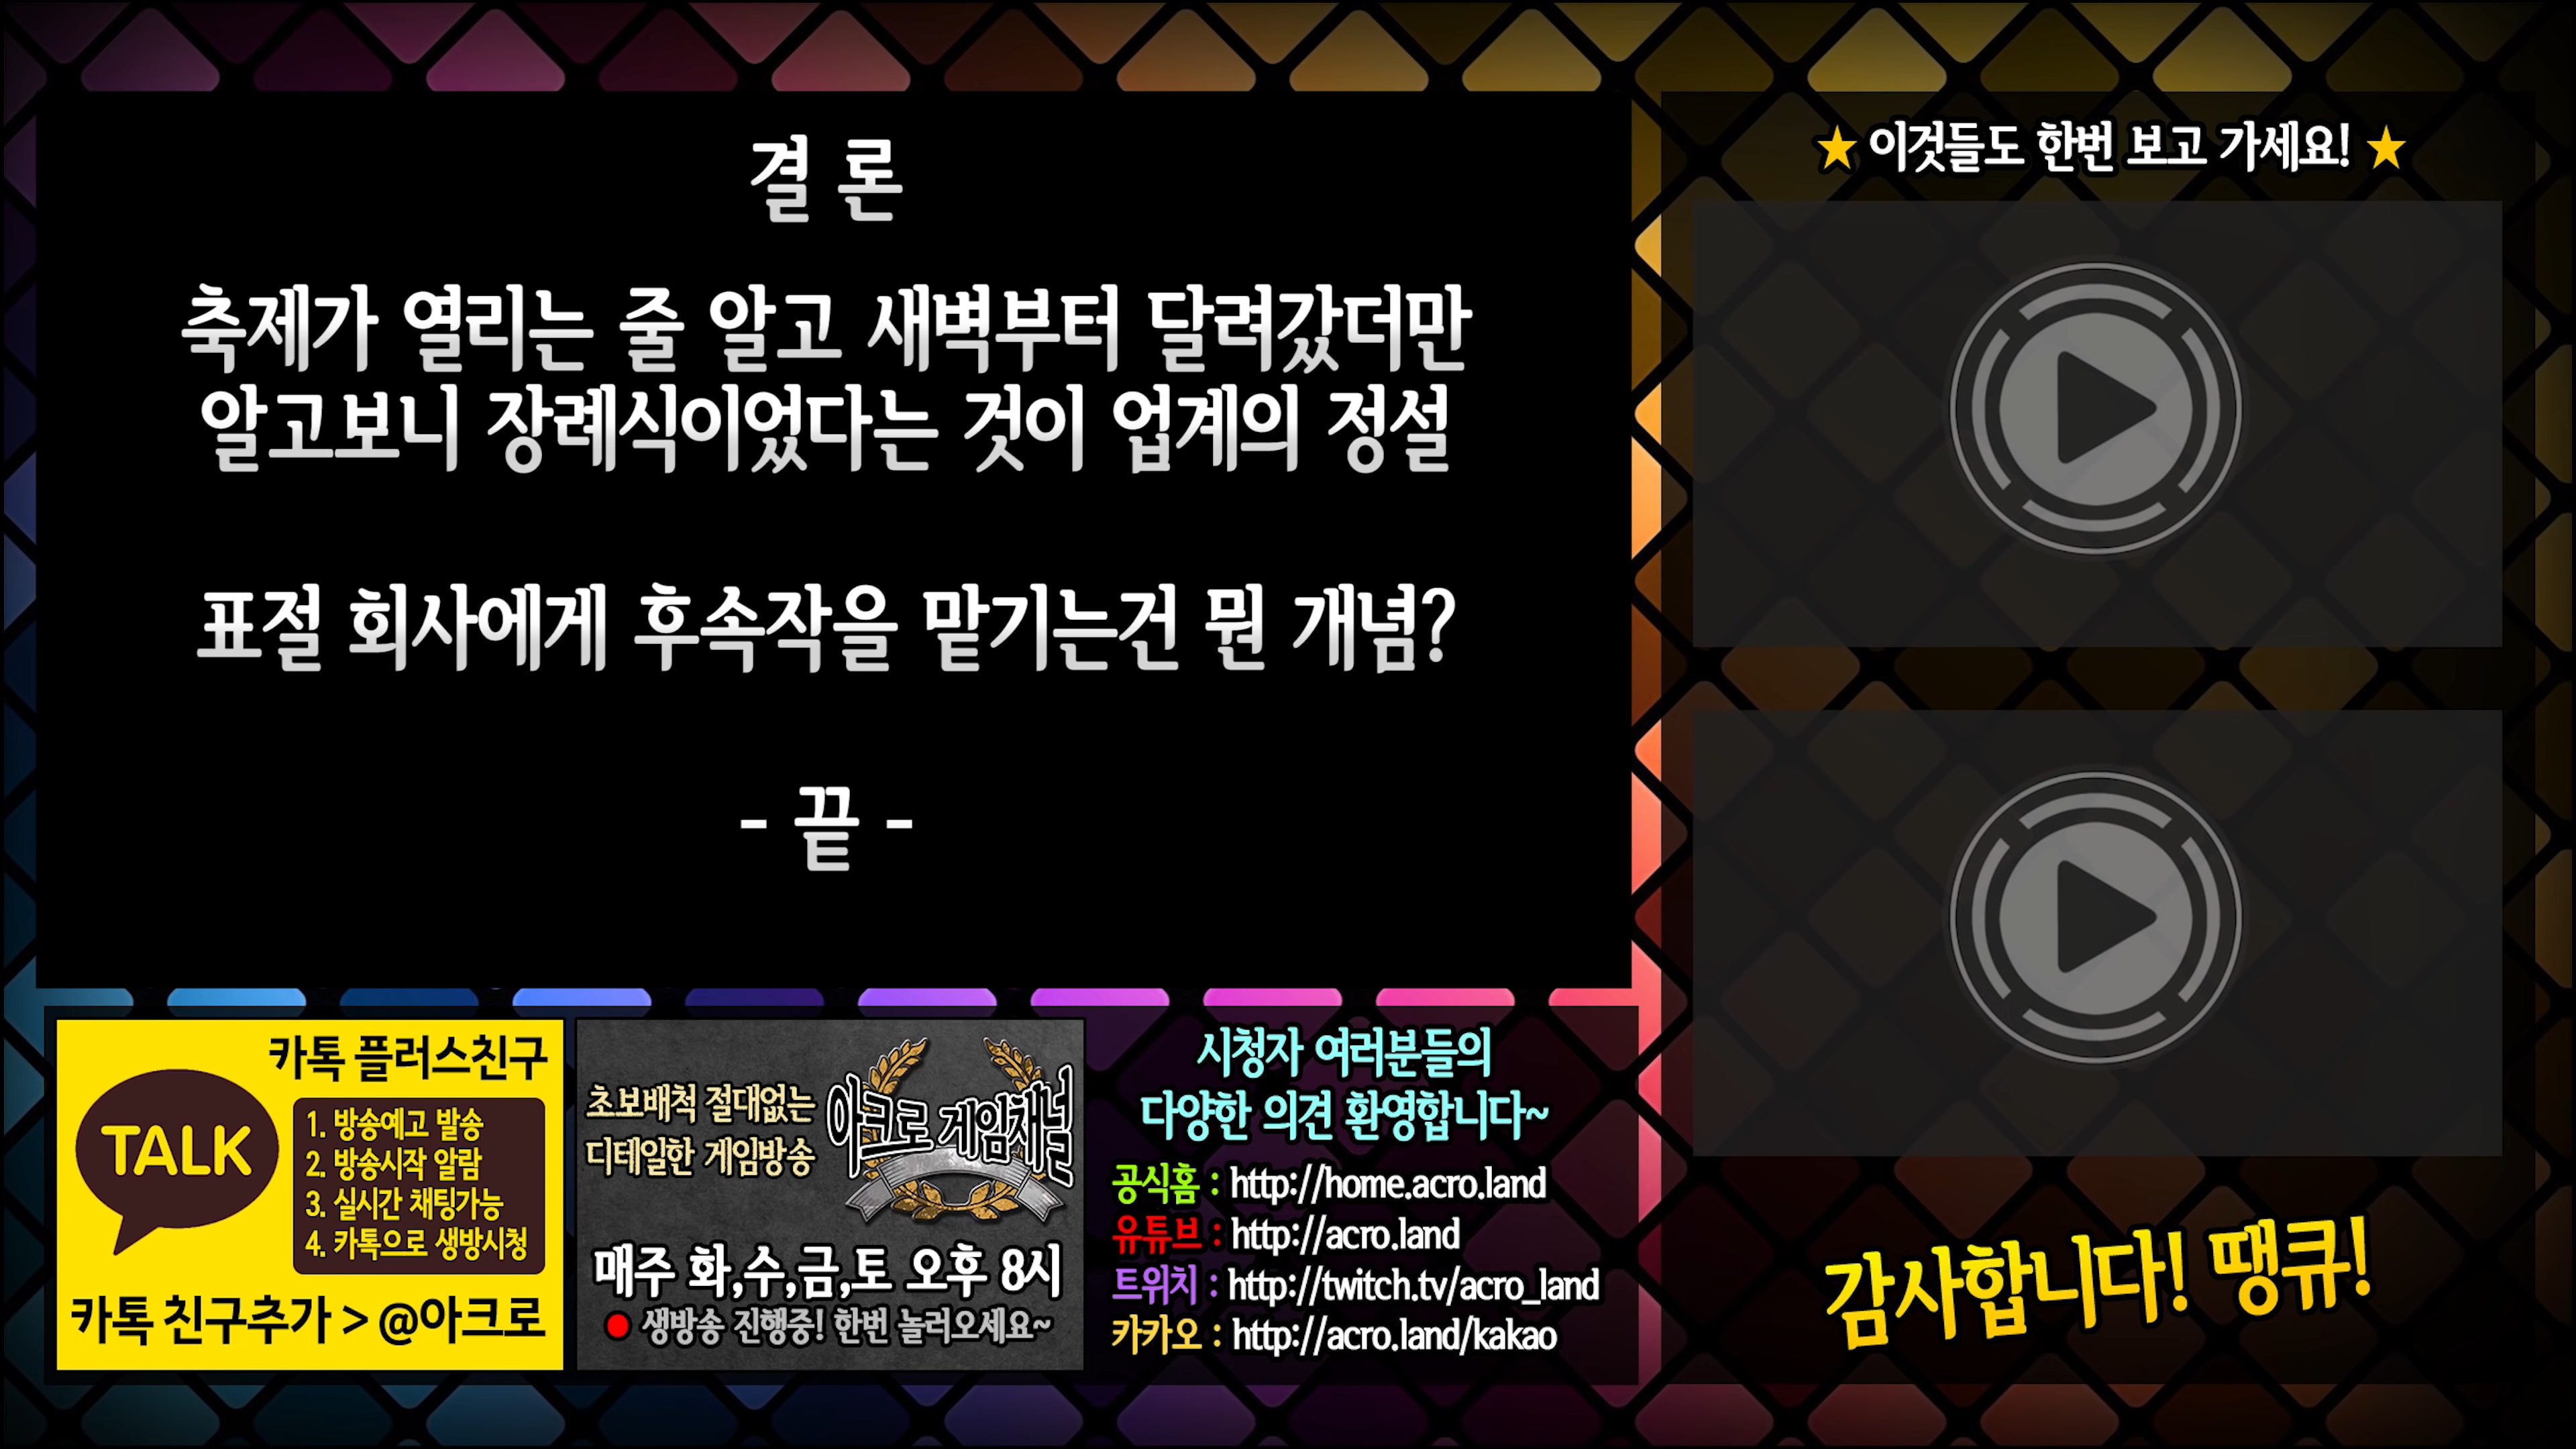 결 론
축제가 열리는 줄 알고 새벽부터 달려갔더만
알고보니 장례식이었다는 것이 업계의 정설
표절 회사에게 후속작을 맡기는건 뭔 개념?
- 끝 -
★ 이것들도 한번 보고 가세요! ★
카톡 플러스친구
TALK
1. 방송예고 발송
2. 방송시작 알람
3. 실시간 채팅가능
4. 카톡으로 생방시청
카톡 친구추가 > @아크로
초보배척 절대없는
디테일한 게임방송
아크로 게임채널
매주 화,수,금,토 오후 8시
생방송 진행중! 한번 놀러오세요~
시청자 여러분들의
다양한 의견 환영합니다~
공식홈 : http://home.acro.land
유튜브 : http://acro.land
트위치 : http://twitch.tv/acro_land
카카오 : http://acro.land/kakao
감사합니다! 땡큐!